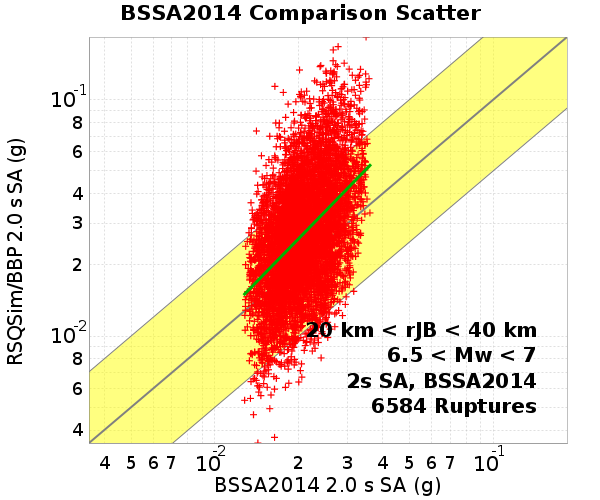 BSSA2014 Comparison Scatter
RSQSim/BBP 2.0 s SA (g)
10-1
8
6
4
3
2
10-2
8
6
4
20 km < rJB < 40 km
6.5 < Mw < 7
2s SA, BSSA2014
6584 Ruptures
4 5 6 7 10-2 2 3 4 5 6 7 10-1
BSSA2014 2.0 s SA (g)